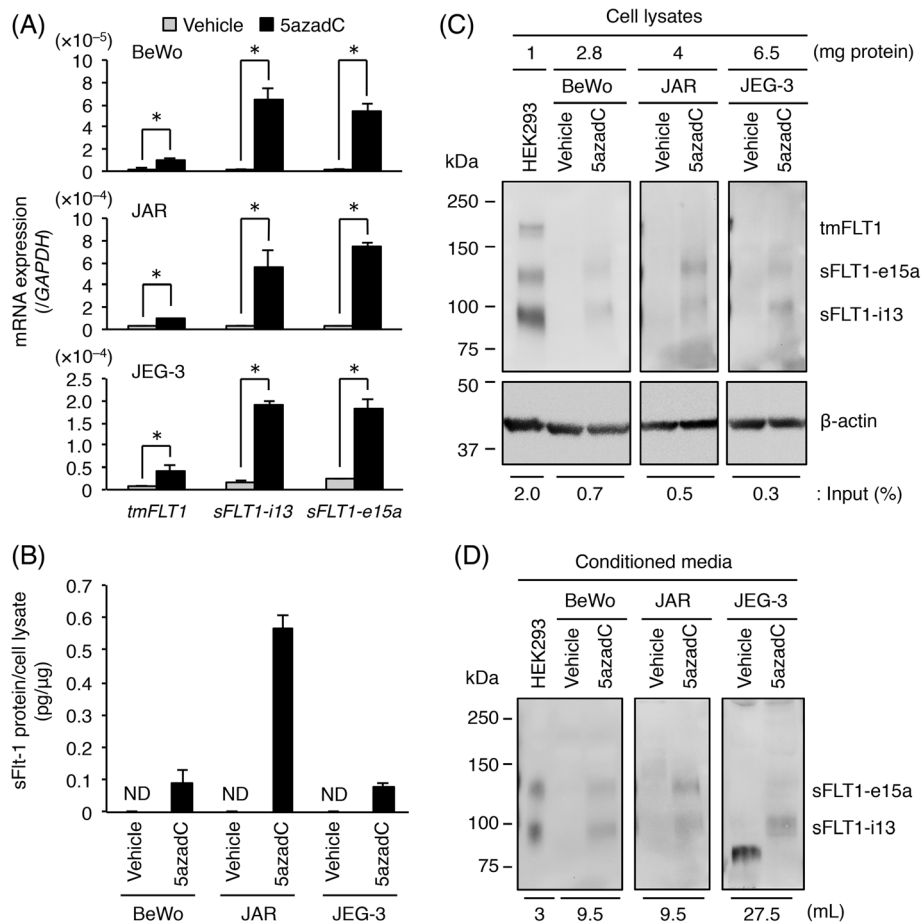 (A)
Vehicle 5azadC
(×10⁻⁵)
BeWo
10
8
6
4
2
0
* * *
(×10⁻⁴)
JAR
10
8
6
4
2
0
* * *
(×10⁻⁴)
JEG-3
2.5
2.0
1.5
1.0
0.5
0
* * *
mRNA expression
(/GAPDH)
tmFLT1 sFLT1-i13 sFLT1-e15a
(B)
sFlt-1 protein/cell lysate
(pg/µg)
0.7
0.6
0.5
0.4
0.3
0.2
0.1
0
ND ND ND
Vehicle 5azadC Vehicle 5azadC Vehicle 5azadC
BeWo JAR JEG-3
(C)
Cell lysates
1 2.8 4 6.5 (mg protein)
BeWo JAR JEG-3
HEK293 Vehicle 5azadC Vehicle 5azadC Vehicle 5azadC
kDa
250
150
100
75
50
37
tmFLT1
sFLT1-e15a
sFLT1-i13
β-actin
2.0 0.7 0.5 0.3 : Input (%)
(D)
Conditioned media
BeWo JAR JEG-3
HEK293 Vehicle 5azadC Vehicle 5azadC Vehicle 5azadC
kDa
250
150
100
75
sFLT1-e15a
sFLT1-i13
3 9.5 9.5 27.5 (mL)